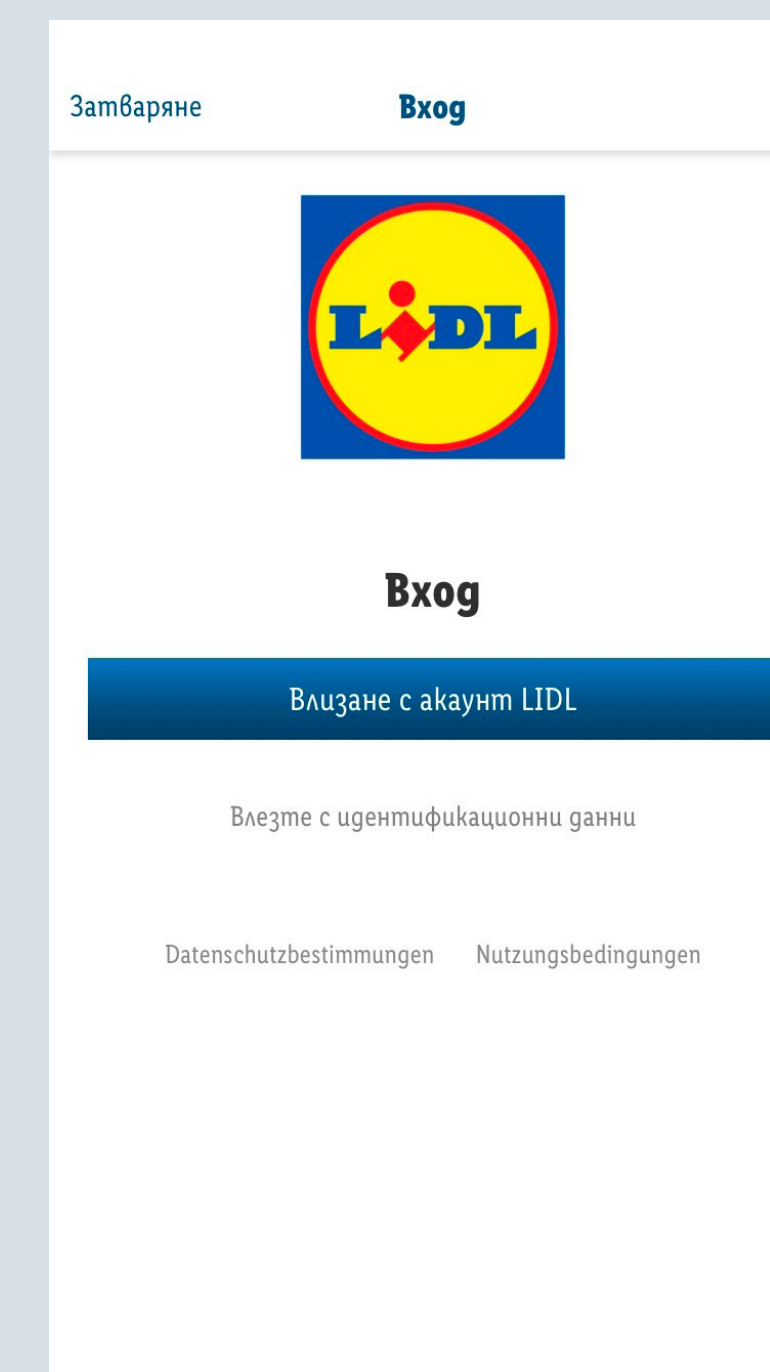 Затваряне Вход
LIDL
Вход
Влизане с акаунт LIDL
Влезте с идентификационни данни
Datenschutzbestimmungen Nutzungsbedingungen